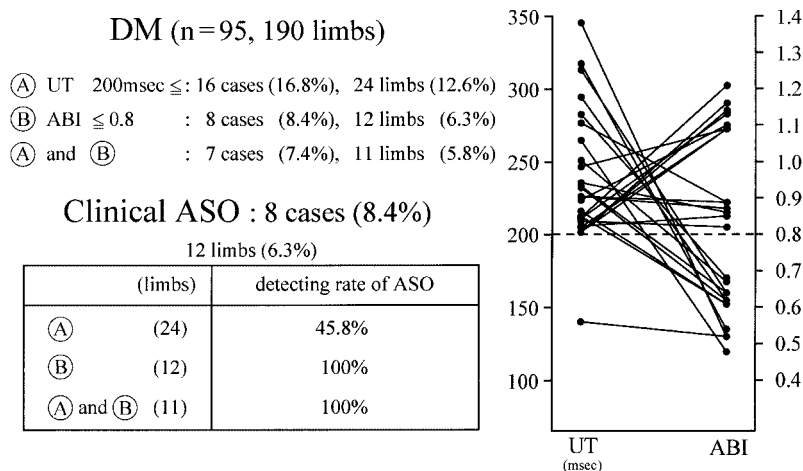 DM (n=95, 190 limbs)
Ⓐ UT 200msec ≦ : 16 cases (16.8%), 24 limbs (12.6%)
Ⓑ ABI ≦ 0.8 : 8 cases (8.4%), 12 limbs (6.3%)
Ⓐ and Ⓑ : 7 cases (7.4%), 11 limbs (5.8%)
Clinical ASO : 8 cases (8.4%)
12 limbs (6.3%)
(limbs) detecting rate of ASO
Ⓐ (24) 45.8%
Ⓑ (12) 100%
Ⓐ and Ⓑ (11) 100%
350
300
250
200
150
100
1.4
1.3
1.2
1.1
1.0
0.9
0.8
0.7
0.6
0.5
0.4
UT ABI
(msec)